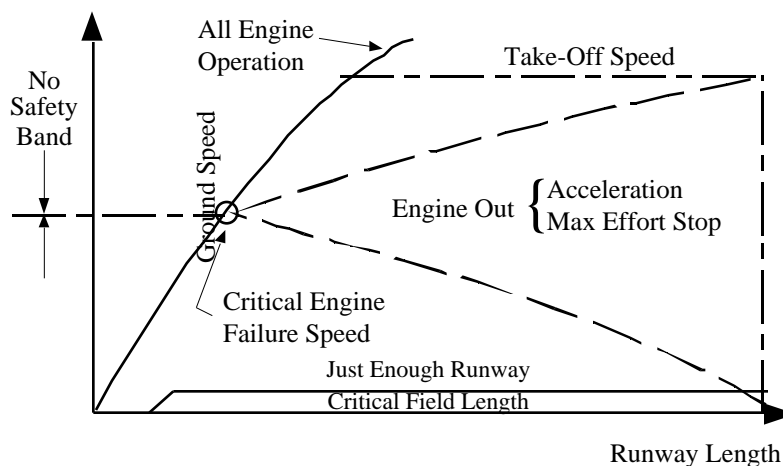 All Engine
Operation
Take-Off Speed
No
Safety
Band
Ground Speed
Engine Out { Acceleration
Max Effort Stop
Critical Engine
Failure Speed
Just Enough Runway
Critical Field Length
Runway Length